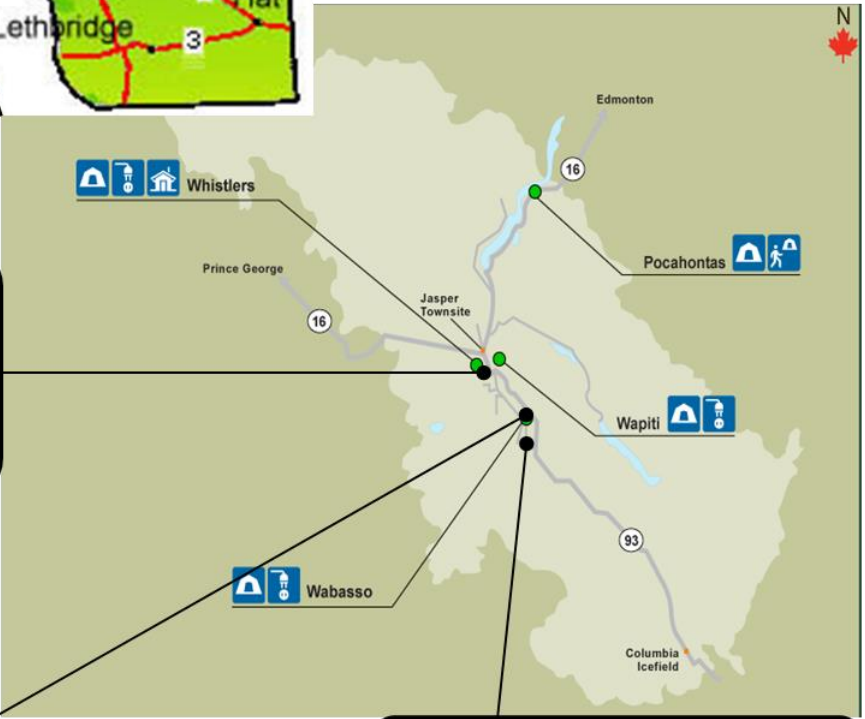 Lethbridge
3
N
Edmonton
16
Whistlers
Pocahontas
Prince George
16
Jasper
Townsite
Wapiti
93
Wabasso
Columbia
Icefield